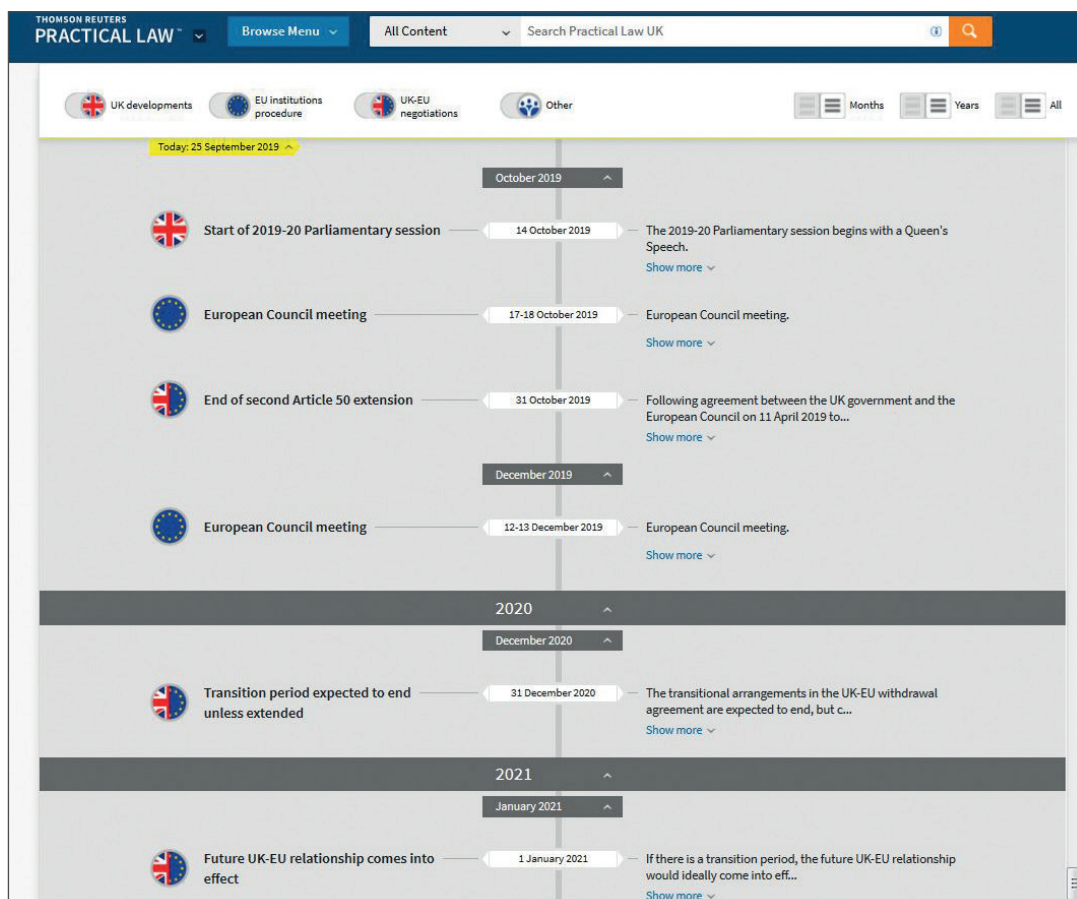 THOMSON REUTERS
PRACTICAL LAW™
Browse Menu
All Content
Search Practical Law UK
UK developments
EU institutions
procedure
UK-EU
negotiations
Other
Months
Years
All
Today: 25 September 2019
October 2019
Start of 2019-20 Parliamentary session
14 October 2019
The 2019-20 Parliamentary session begins with a Queen's
Speech.
Show more
European Council meeting
17-18 October 2019
European Council meeting.
Show more
End of second Article 50 extension
31 October 2019
Following agreement between the UK government and the
European Council on 11 April 2019 to...
Show more
December 2019
European Council meeting
12-13 December 2019
European Council meeting.
Show more
2020
December 2020
Transition period expected to end
unless extended
31 December 2020
The transitional arrangements in the UK-EU withdrawal
agreement are expected to end, but c...
Show more
2021
January 2021
Future UK-EU relationship comes into
effect
1 January 2021
If there is a transition period, the future UK-EU relationship
would ideally come into eff...
Show more